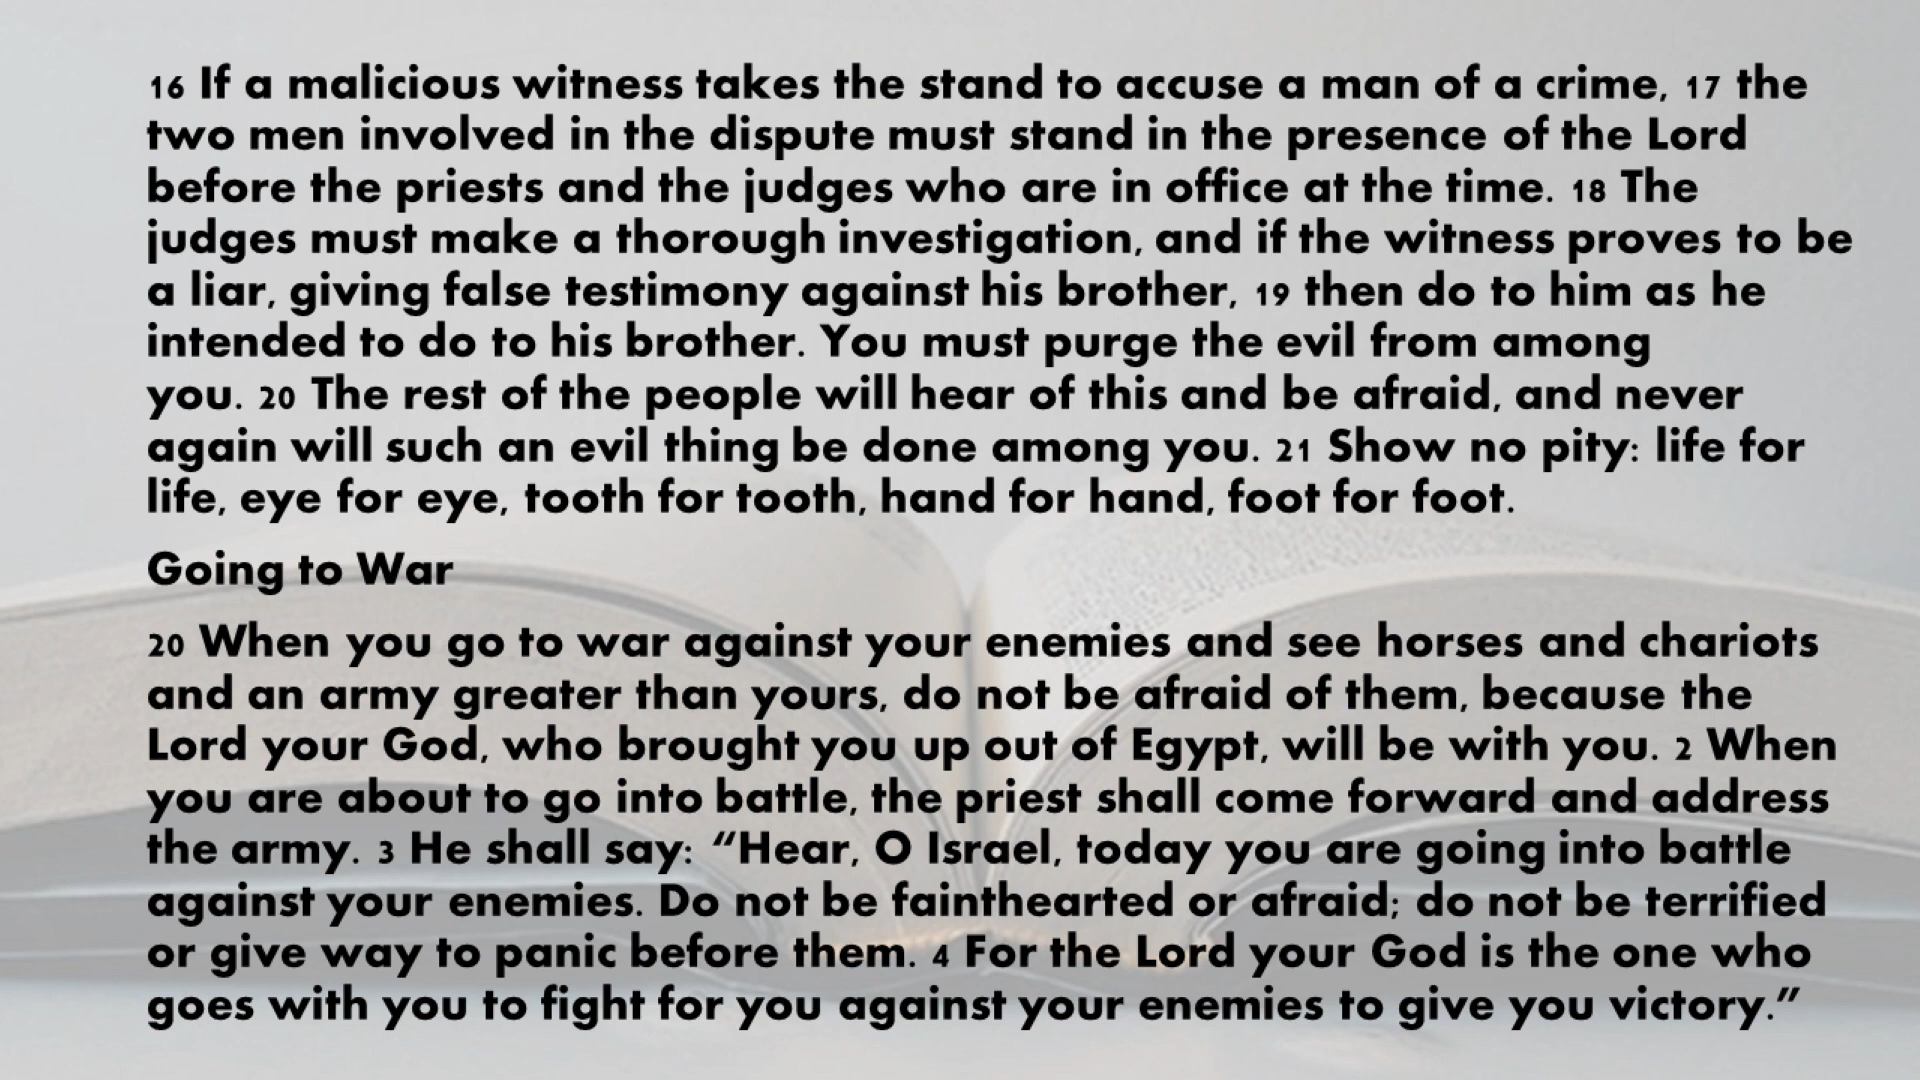 16 If a malicious witness takes the stand to accuse a man of a crime, 17 the
two men involved in the dispute must stand in the presence of the Lord
before the priests and the judges who are in office at the time. 18 The
judges must make a thorough investigation, and if the witness proves to be
a liar, giving false testimony against his brother, 19 then do to him as he
intended to do to his brother. You must purge the evil from among
you. 20 The rest of the people will hear of this and be afraid, and never
again will such an evil thing be done among you. 21 Show no pity: life for
life, eye for eye, tooth for tooth, hand for hand, foot for foot.
Going to War
20 When you go to war against your enemies and see horses and chariots
and an army greater than yours, do not be afraid of them, because the
Lord your God, who brought you up out of Egypt, will be with you. 2 When
you are about to go into battle, the priest shall come forward and address
the army. 3 He shall say: “Hear, O Israel, today you are going into battle
against your enemies. Do not be fainthearted or afraid; do not be terrified
or give way to panic before them. 4 For the Lord your God is the one who
goes with you to fight for you against your enemies to give you victory.”